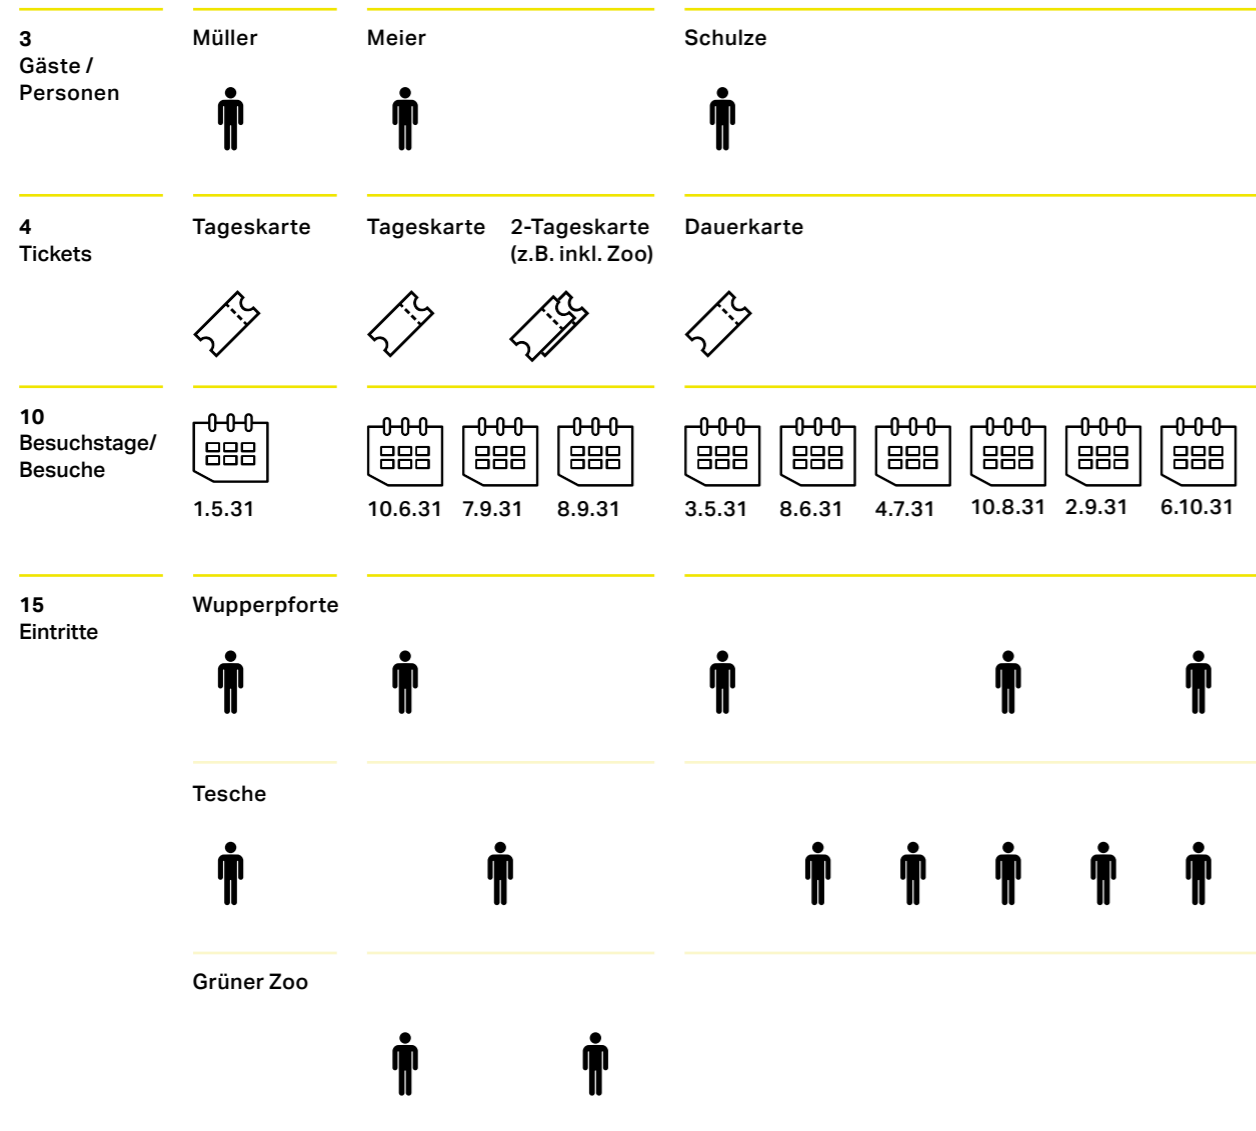 3
Gäste /
Personen
Müller
Meier
Schulze
4
Tickets
Tageskarte
Tageskarte
2-Tageskarte
(z.B. inkl. Zoo)
Dauerkarte
10
Besuchstage/
Besuche
1.5.31
10.6.31
7.9.31
8.9.31
3.5.31
8.6.31
4.7.31
10.8.31
2.9.31
6.10.31
15
Eintritte
Wupperpforte
Tesche
Grüner Zoo